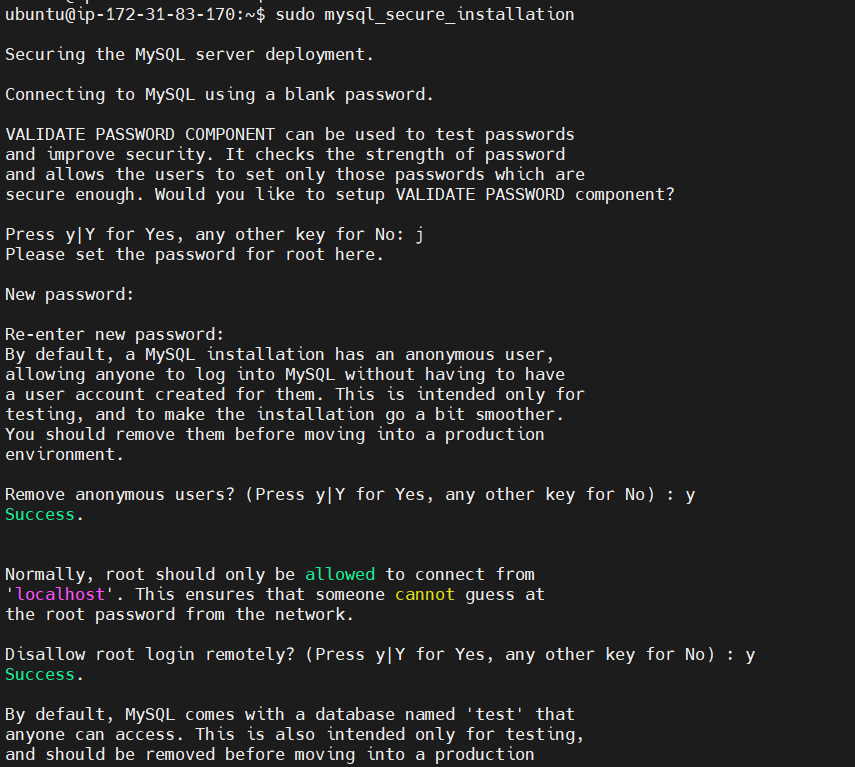 ubuntu@ip-172-31-83-170:~$ sudo mysql_secure_installation
Securing the MySQL server deployment.
Connecting to MySQL using a blank password.
VALIDATE PASSWORD COMPONENT can be used to test passwords
and improve security. It checks the strength of password
and allows the users to set only those passwords which are
secure enough. Would you like to setup VALIDATE PASSWORD component?
Press y|Y for Yes, any other key for No: j
Please set the password for root here.
New password:
Re-enter new password:
By default, a MySQL installation has an anonymous user,
allowing anyone to log into MySQL without having to have
a user account created for them. This is intended only for
testing, and to make the installation go a bit smoother.
You should remove them before moving into a production
environment.
Remove anonymous users? (Press y|Y for Yes, any other key for No) : y
Success.
Normally, root should only be allowed to connect from
'localhost'. This ensures that someone cannot guess at
the root password from the network.
Disallow root login remotely? (Press y|Y for Yes, any other key for No) : y
Success.
By default, MySQL comes with a database named 'test' that
anyone can access. This is also intended only for testing,
and should be removed before moving into a production